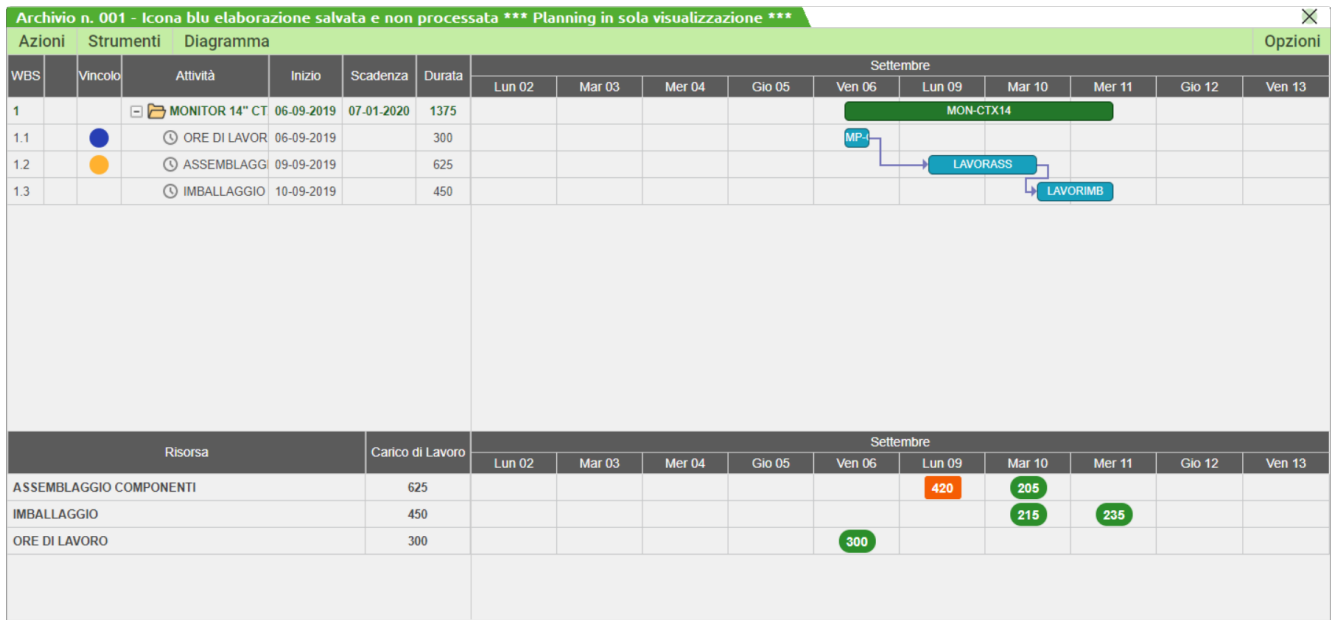 Archivio n. 001 - Icona blu elaborazione salvata e non processata *** Planning in sola visualizzazione ***
Azioni Strumenti Diagramma Opzioni
WBS Vincolo Attività Inizio Scadenza Durata Settembre
Lun 02 Mar 03 Mer 04 Gio 05 Ven 06 Lun 09 Mar 10 Mer 11 Gio 12 Ven 13
1 MONITOR 14" CT 06-09-2019 07-01-2020 1375 MON-CTX14
1.1 ORE DI LAVOR 06-09-2019 300 MP-
1.2 ASSEMBLAGG 09-09-2019 625 LAVORASS
1.3 IMBALLAGGIO 10-09-2019 450 LAVORIMB
Risorsa Carico di Lavoro Settembre
Lun 02 Mar 03 Mer 04 Gio 05 Ven 06 Lun 09 Mar 10 Mer 11 Gio 12 Ven 13
ASSEMBLAGGIO COMPONENTI 625 420 205
IMBALLAGGIO 450 215 235
ORE DI LAVORO 300 300